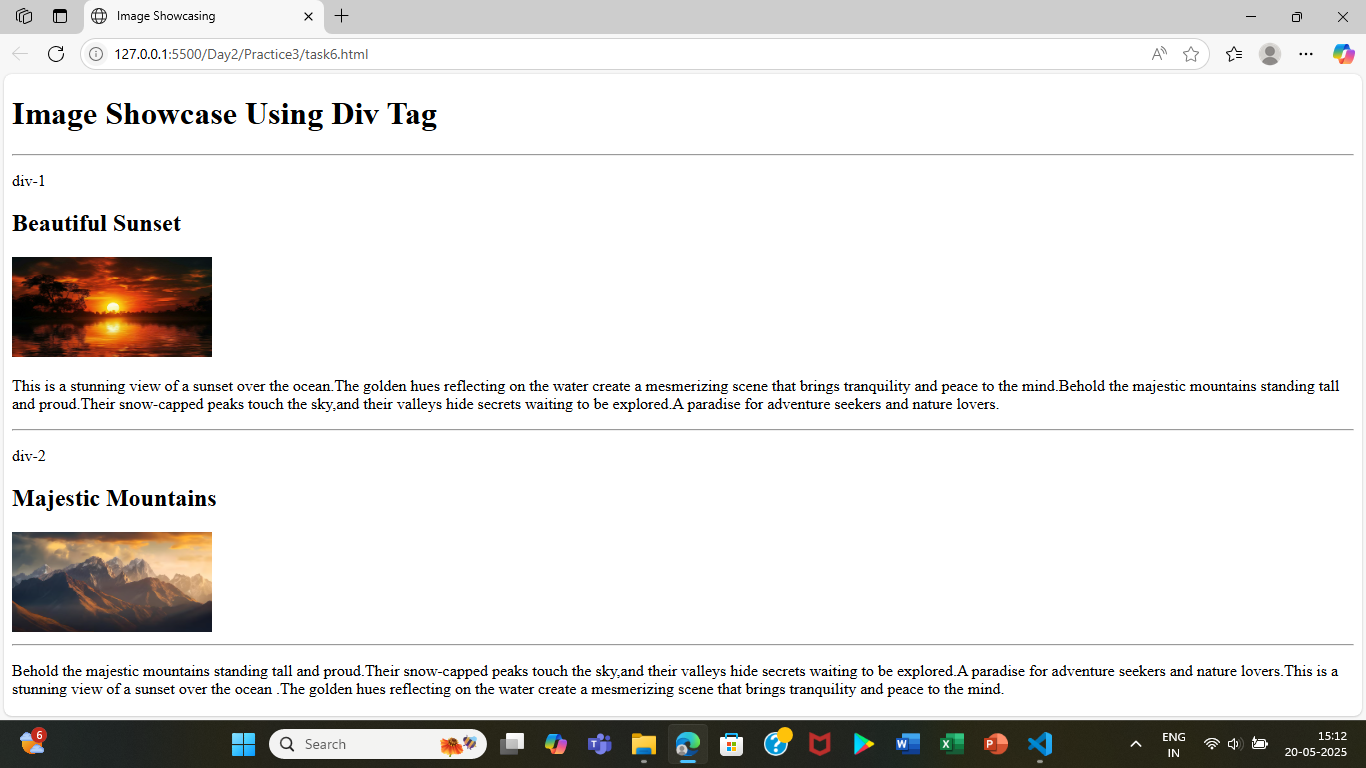 Image Showcasing
127.0.0.1:5500/Day2/Practice3/task6.html
Image Showcase Using Div Tag
div-1
Beautiful Sunset
This is a stunning view of a sunset over the ocean.The golden hues reflecting on the water create a mesmerizing scene that brings tranquility and peace to the mind.Behold the majestic mountains standing tall
and proud.Their snow-capped peaks touch the sky,and their valleys hide secrets waiting to be explored.A paradise for adventure seekers and nature lovers.
div-2
Majestic Mountains
Behold the majestic mountains standing tall and proud.Their snow-capped peaks touch the sky,and their valleys hide secrets waiting to be explored.A paradise for adventure seekers and nature lovers.This is a
stunning view of a sunset over the ocean .The golden hues reflecting on the water create a mesmerizing scene that brings tranquility and peace to the mind.
6
Search
ENG
IN
15:12
20-05-2025